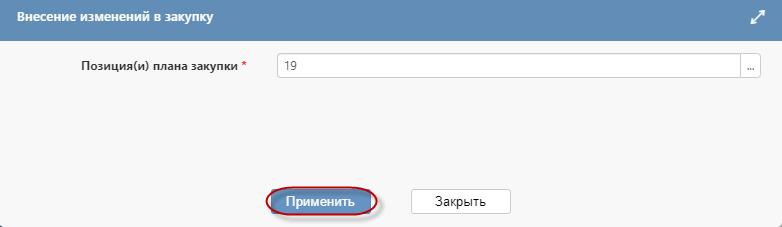 Внесение изменений в закупку
Позиция(и) плана закупки * 19 ...
Применить Закрыть